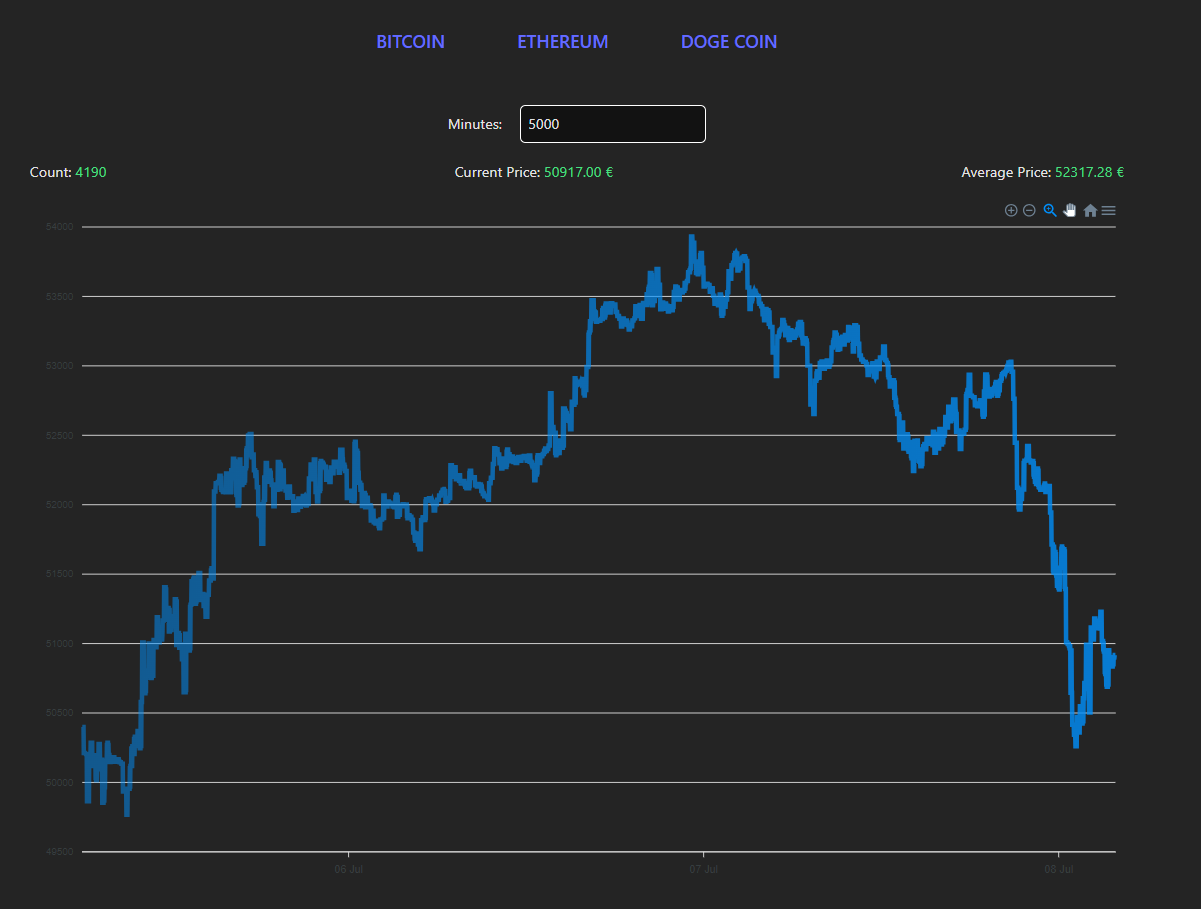 BITCOIN ETHEREUM DOGE COIN
Minutes: 5000
Count: 4190 Current Price: 50917.00 € Average Price: 52317.28 €
54000
53500
53000
52500
52000
51500
51000
50500
50000
49500
06 Jul 07 Jul 08 Jul